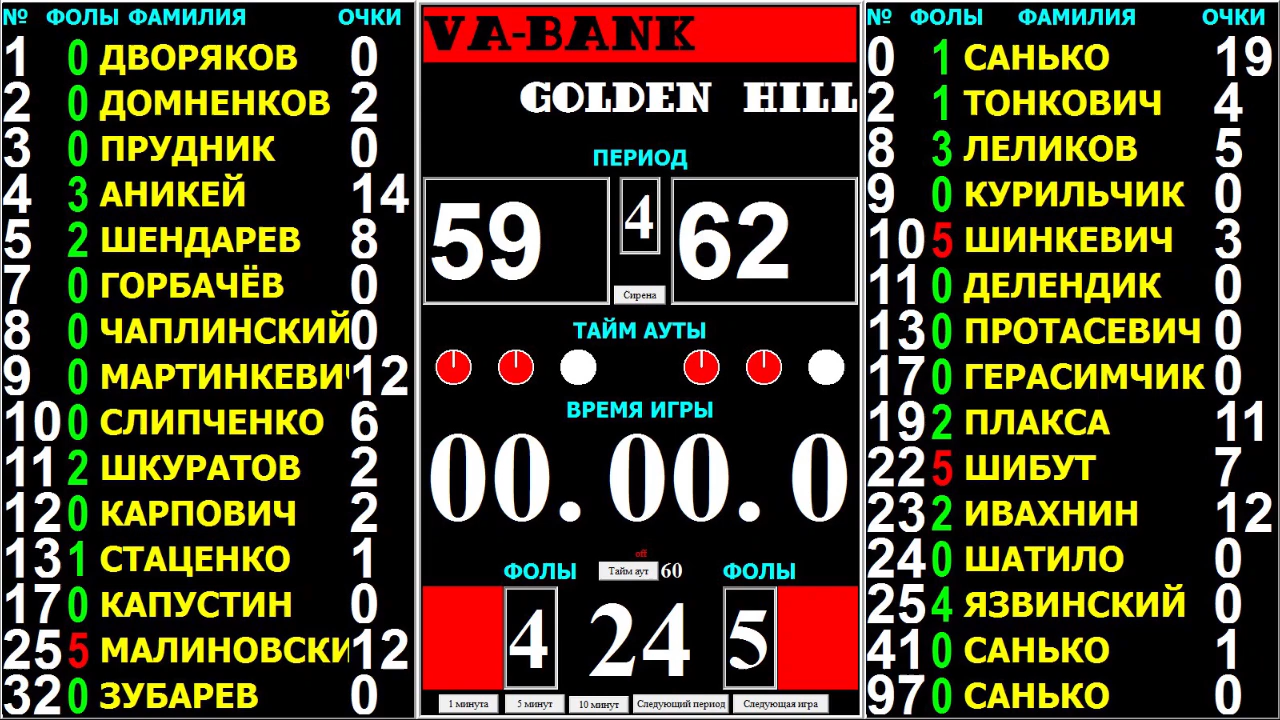 № ФОЛЫ ФАМИЛИЯ ОЧКИ
1 0 ДВОРЯКОВ 0
2 0 ДОМНЕНКОВ 2
3 0 ПРУДНИК 0
4 3 АНИКЕЙ 14
5 2 ШЕНДАРЕВ 8
7 0 ГОРБАЧЁВ 0
8 0 ЧАПЛИНСКИЙ 0
9 0 МАРТИНКЕВИЧ 12
10 0 СЛИПЧЕНКО 6
11 2 ШКУРАТОВ 2
12 0 КАРПОВИЧ 2
13 1 СТАЦЕНКО 1
17 0 КАПУСТИН 0
25 5 МАЛИНОВСКИ 12
32 0 ЗУБАРЕВ 0
VA-BANK
GOLDEN HILL
ПЕРИОД
59 4 62
Сирена
ТАЙМ АУТЫ
ВРЕМЯ ИГРЫ
00. 00. 0
off
ФОЛЫ Тайм аут 60 ФОЛЫ
4 24 5
1 минута 5 минут 10 минут Следующий период Следующая игра
№ ФОЛЫ ФАМИЛИЯ ОЧКИ
0 1 САНЬКО 19
2 1 ТОНКОВИЧ 4
8 3 ЛЕЛИКОВ 5
9 0 КУРИЛЬЧИК 0
10 5 ШИНКЕВИЧ 3
11 0 ДЕЛЕНДИК 0
13 0 ПРОТАСЕВИЧ 0
17 0 ГЕРАСИМЧИК 0
19 2 ПЛАКСА 11
22 5 ШИБУТ 7
23 2 ИВАХНИН 12
24 0 ШАТИЛО 0
25 4 ЯЗВИНСКИЙ 0
41 0 САНЬКО 1
97 0 САНЬКО 0